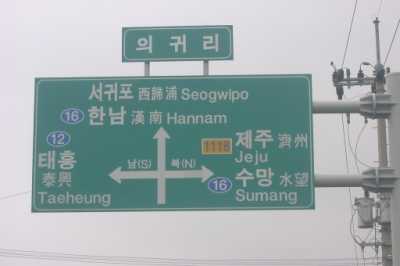 의귀리
서귀포 西歸浦 Seogwipo
16 한남 漢南 Hannam
12
태흥
泰興
Taeheung
남(S) 북(N)
1118 제주 濟州
Jeju
16 수망 水望
Sumang